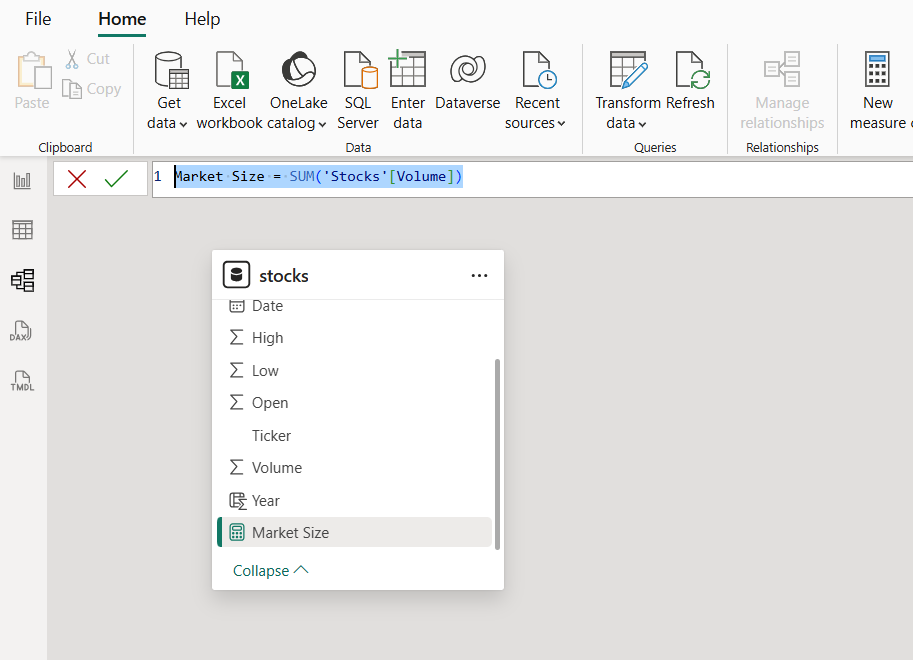 File Home Help
Paste
Cut
Copy
Clipboard
Get data
Excel workbook
OneLake catalog
SQL Server
Enter data
Dataverse
Recent sources
Data
Transform data
Refresh
Queries
Manage relationships
Relationships
New measure
1 Market Size = SUM('Stocks'[Volume])
DAX
TMDL
stocks
Date
High
Low
Open
Ticker
Volume
Year
Market Size
Collapse